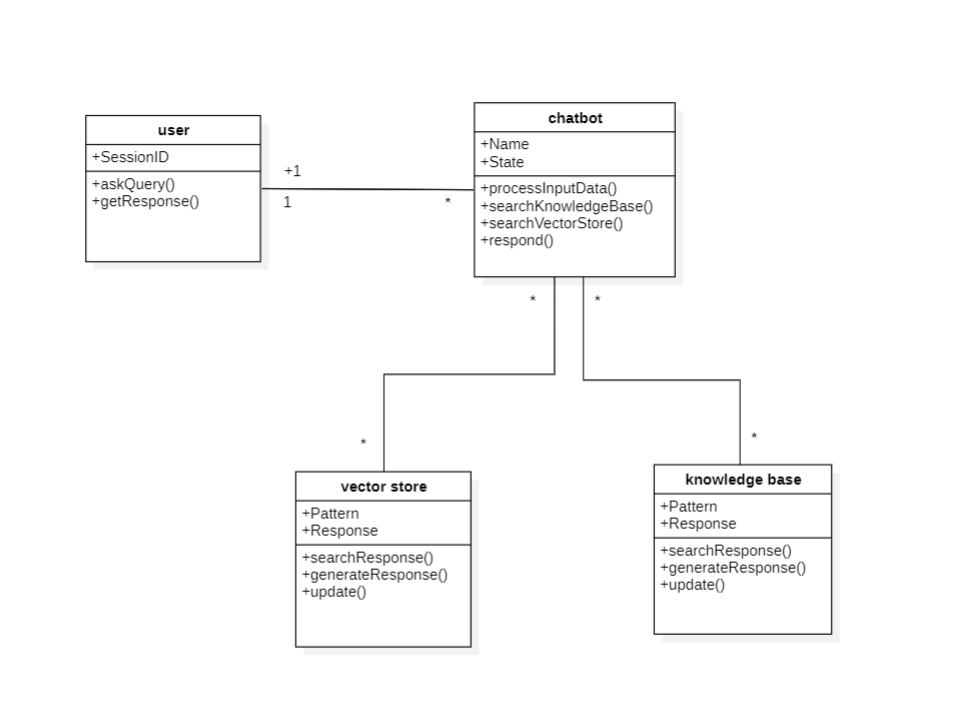 user
+SessionID
+askQuery()
+getResponse()
+1
1
*
chatbot
+Name
+State
+processInputData()
+searchKnowledgeBase()
+searchVectorStore()
+respond()
*
*
*
*
vector store
+Pattern
+Response
+searchResponse()
+generateResponse()
+update()
knowledge base
+Pattern
+Response
+searchResponse()
+generateResponse()
+update()